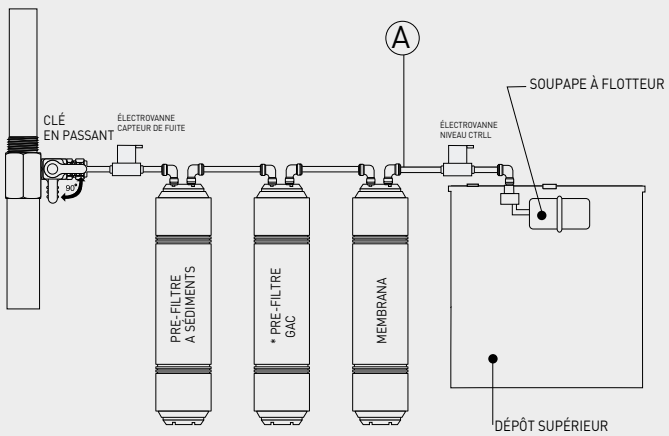 A
SOUPAPE À FLOTTEUR
CLÉ
EN PASSANT
ÉLECTROVANNE
CAPTEUR DE FUITE
ÉLECTROVANNE
NIVEAU CTRLL
90°
PRE-FILTRE
A SÉDIMENTS
* PRE-FILTRE
GAC
MEMBRANA
DÉPÔT SUPÉRIEUR